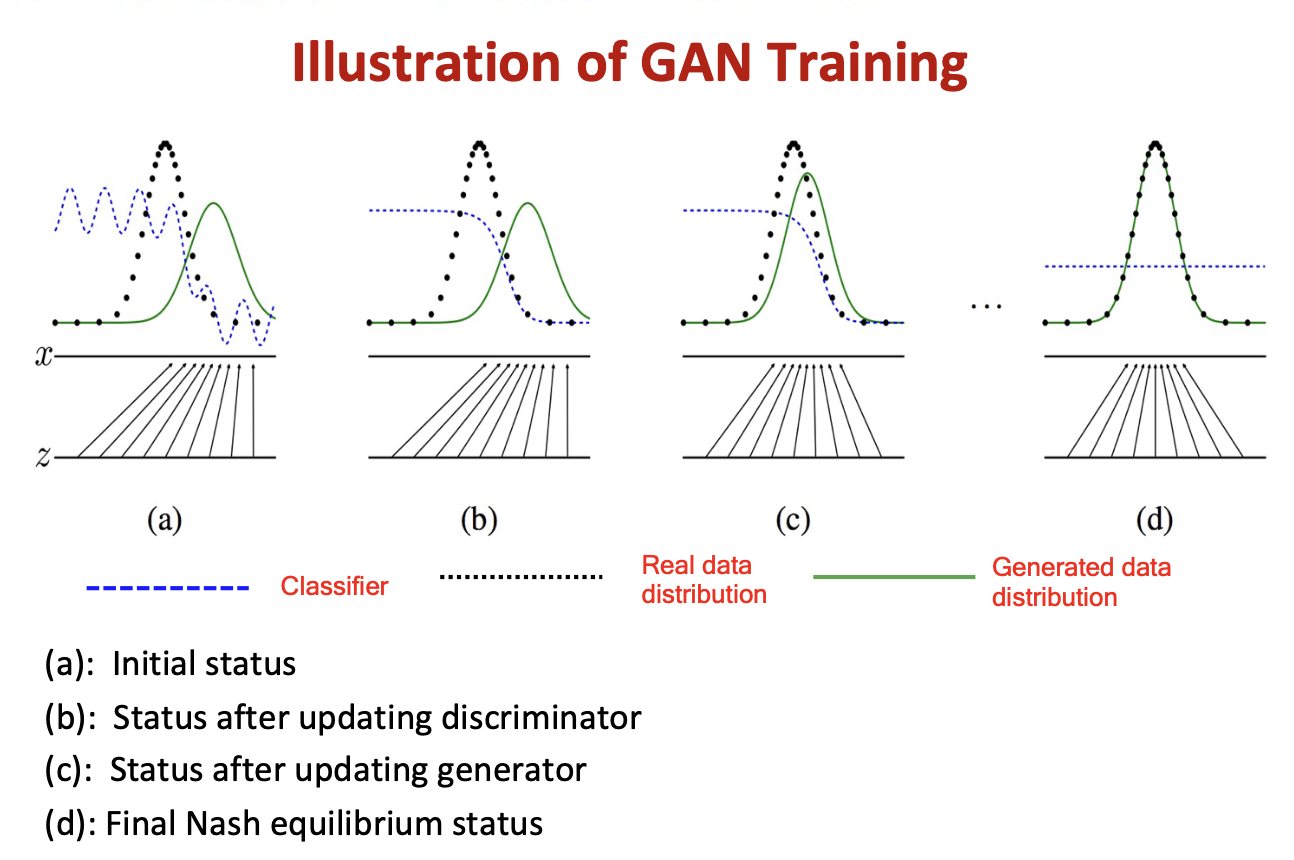 Illustration of GAN Training
x
z
...
(a) (b) (c) (d)
Classifier
Real data
distribution
Generated data
distribution
(a): Initial status
(b): Status after updating discriminator
(c): Status after updating generator
(d): Final Nash equilibrium status